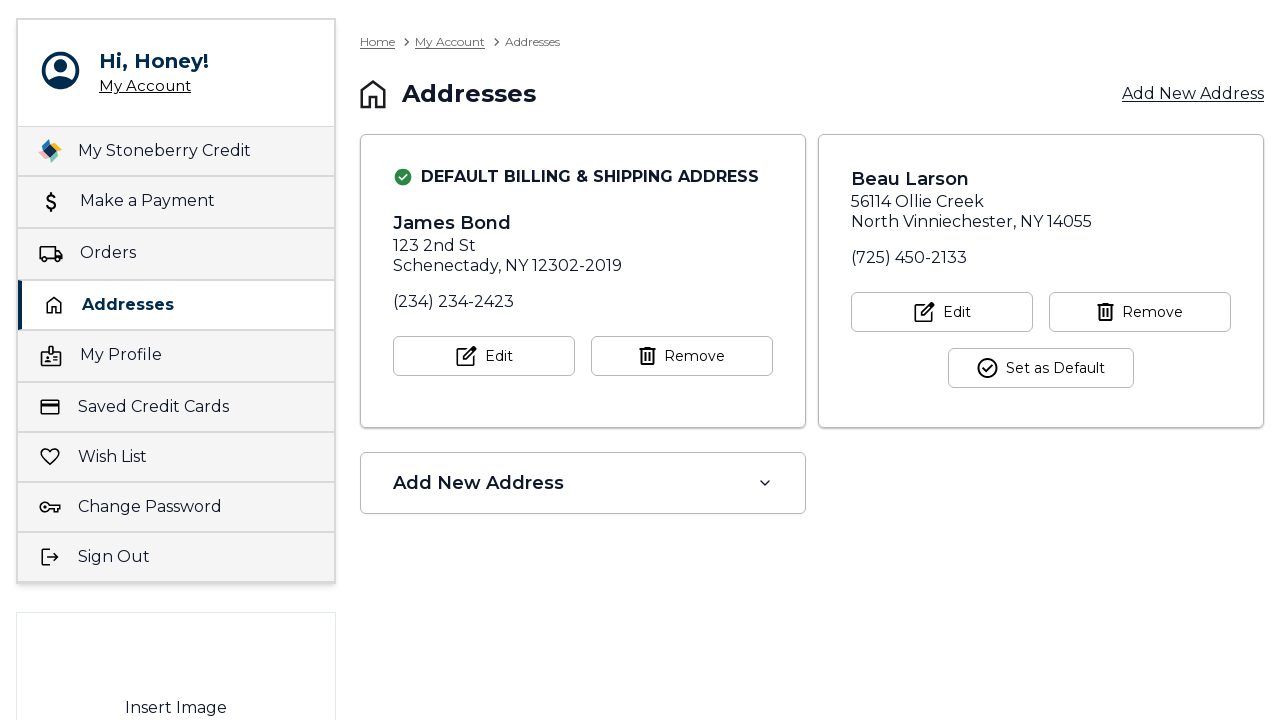 Hi, Honey!
My Account
My Stoneberry Credit
Make a Payment
Orders
Addresses
My Profile
Saved Credit Cards
Wish List
Change Password
Sign Out
Insert Image
Home > My Account > Addresses
Addresses
Add New Address
DEFAULT BILLING & SHIPPING ADDRESS
James Bond
123 2nd St
Schenectady, NY 12302-2019
(234) 234-2423
Edit
Remove
Beau Larson
56114 Ollie Creek
North Vinniechester, NY 14055
(725) 450-2133
Edit
Remove
Set as Default
Add New Address